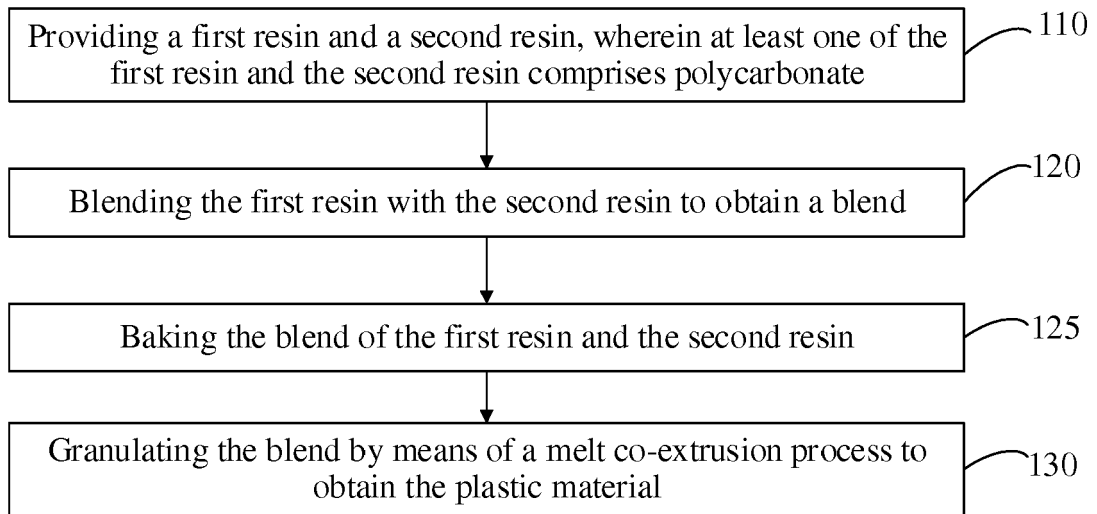 Providing a first resin and a second resin, wherein at least one of the
first resin and the second resin comprises polycarbonate
110
Blending the first resin with the second resin to obtain a blend
120
Baking the blend of the first resin and the second resin
125
Granulating the blend by means of a melt co-extrusion process to
obtain the plastic material
130